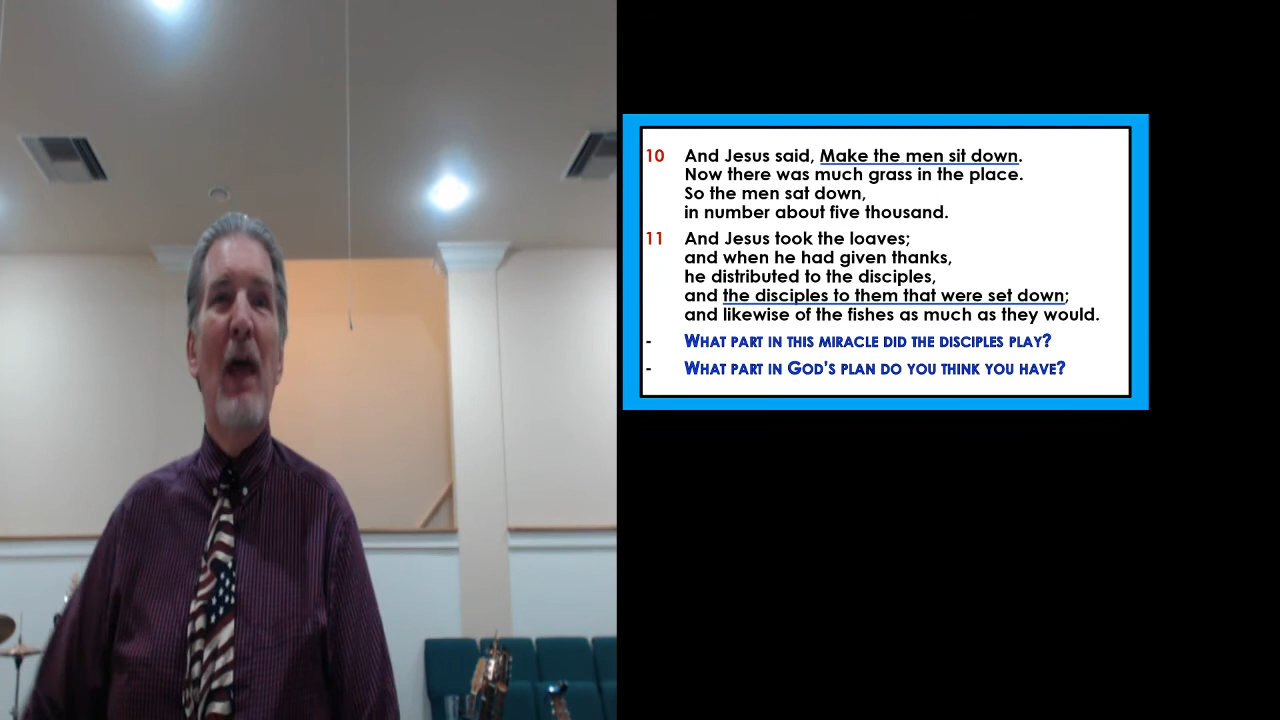 10 And Jesus said, Make the men sit down.
Now there was much grass in the place.
So the men sat down,
in number about five thousand.
11 And Jesus took the loaves;
and when he had given thanks,
he distributed to the disciples,
and the disciples to them that were set down;
and likewise of the fishes as much as they would.
- What part in this miracle did the disciples play?
- What part in God's plan do you think you have?